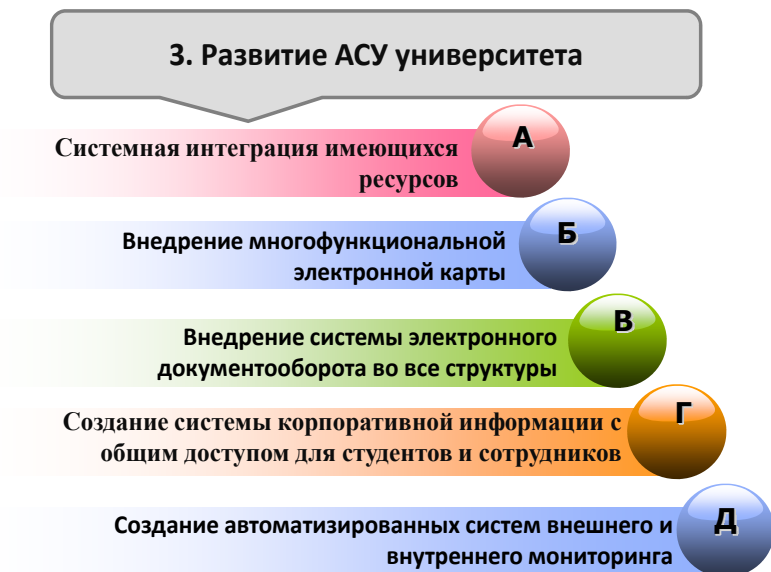 3. Развитие АСУ университета
А
Системная интеграция имеющихся
ресурсов
Б
Внедрение многофункциональной
электронной карты
В
Внедрение системы электронного
документооборота во все структуры
Г
Создание системы корпоративной информации с
общим доступом для студентов и сотрудников
Д
Создание автоматизированных систем внешнего и
внутреннего мониторинга